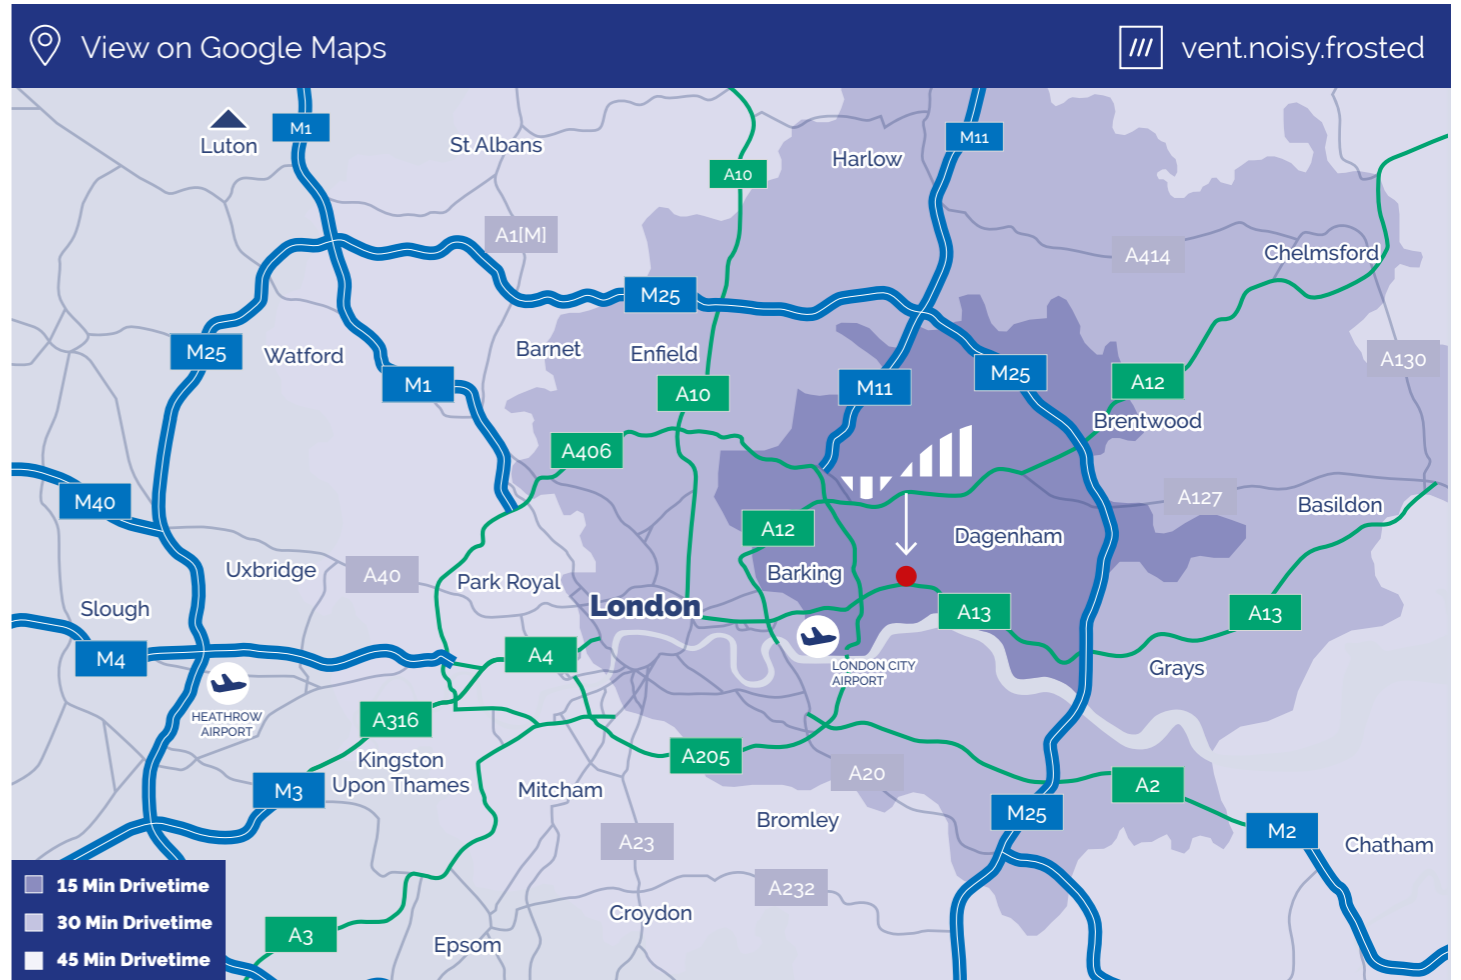 View on Google Maps
/// vent.noisy.frosted
M1
Luton
St Albans
A10
Harlow
M11
A1[M]
A414
Chelmsford
M25
M25
Watford
Barnet
Enfield
M1
A10
M11
M25
A12
A130
Brentwood
A406
M40
A127
Basildon
A12
Dagenham
Uxbridge
A40
Park Royal
Barking
Slough
London
A13
A13
M4
A4
LONDON CITY
AIRPORT
Grays
HEATHROW
AIRPORT
A316
Kingston
Upon Thames
A205
A20
A2
M3
Mitcham
Bromley
M25
M2
A23
Chatham
15 Min Drivetime
30 Min Drivetime
45 Min Drivetime
A232
Croydon
A3
Epsom